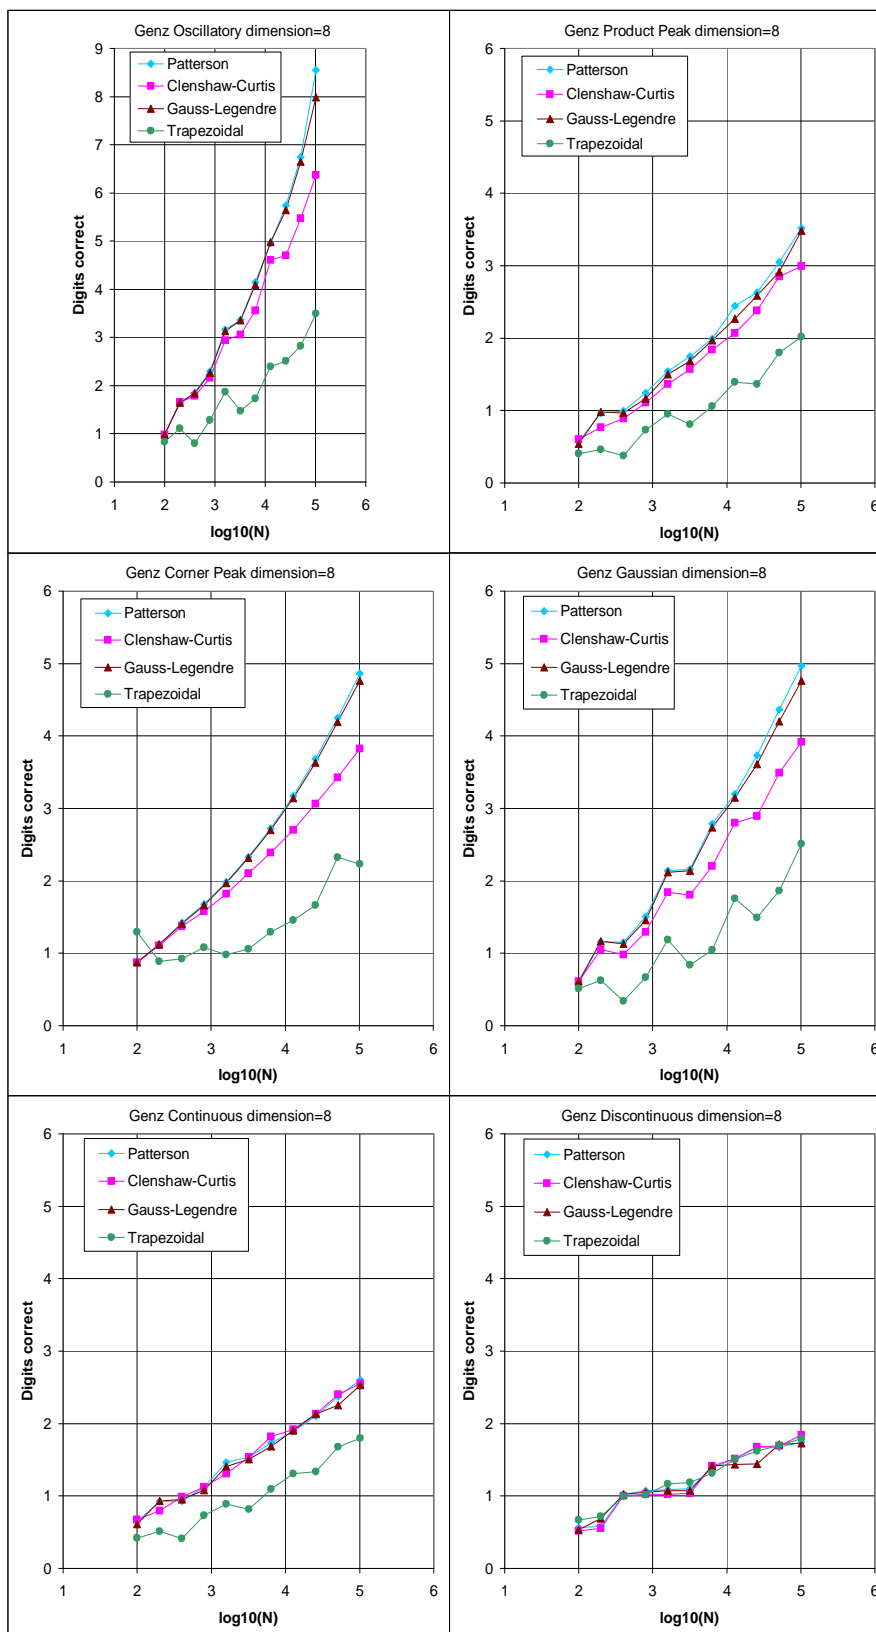 Genz Oscillatory dimension=8
9
8
7
6
5
4
3
2
1
0
Digits correct
Patterson
Clenshaw-Curtis
Gauss-Legendre
Trapezoidal
1 2 3 4 5 6
log10(N)
Genz Product Peak dimension=8
6
5
4
3
2
1
0
Digits correct
Patterson
Clenshaw-Curtis
Gauss-Legendre
Trapezoidal
1 2 3 4 5 6
log10(N)
Genz Corner Peak dimension=8
6
5
4
3
2
1
0
Digits correct
Patterson
Clenshaw-Curtis
Gauss-Legendre
Trapezoidal
1 2 3 4 5 6
log10(N)
Genz Gaussian dimension=8
6
5
4
3
2
1
0
Digits correct
Patterson
Clenshaw-Curtis
Gauss-Legendre
Trapezoidal
1 2 3 4 5 6
log10(N)
Genz Continuous dimension=8
6
5
4
3
2
1
0
Digits correct
Patterson
Clenshaw-Curtis
Gauss-Legendre
Trapezoidal
1 2 3 4 5 6
log10(N)
Genz Discontinuous dimension=8
6
5
4
3
2
1
0
Digits correct
Patterson
Clenshaw-Curtis
Gauss-Legendre
Trapezoidal
1 2 3 4 5 6
log10(N)